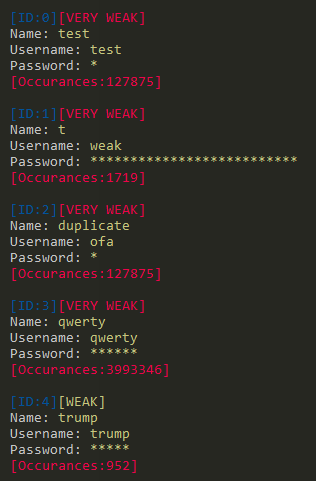 [ID:0][VERY WEAK]
Name: test
Username: test
Password: *
[Occurances:127875]
[ID:1][VERY WEAK]
Name: t
Username: weak
Password: **************************
[Occurances:1719]
[ID:2][VERY WEAK]
Name: duplicate
Username: ofa
Password: *
[Occurances:127875]
[ID:3][VERY WEAK]
Name: qwerty
Username: qwerty
Password: ******
[Occurances:3993346]
[ID:4][WEAK]
Name: trump
Username: trump
Password: *****
[Occurances:952]